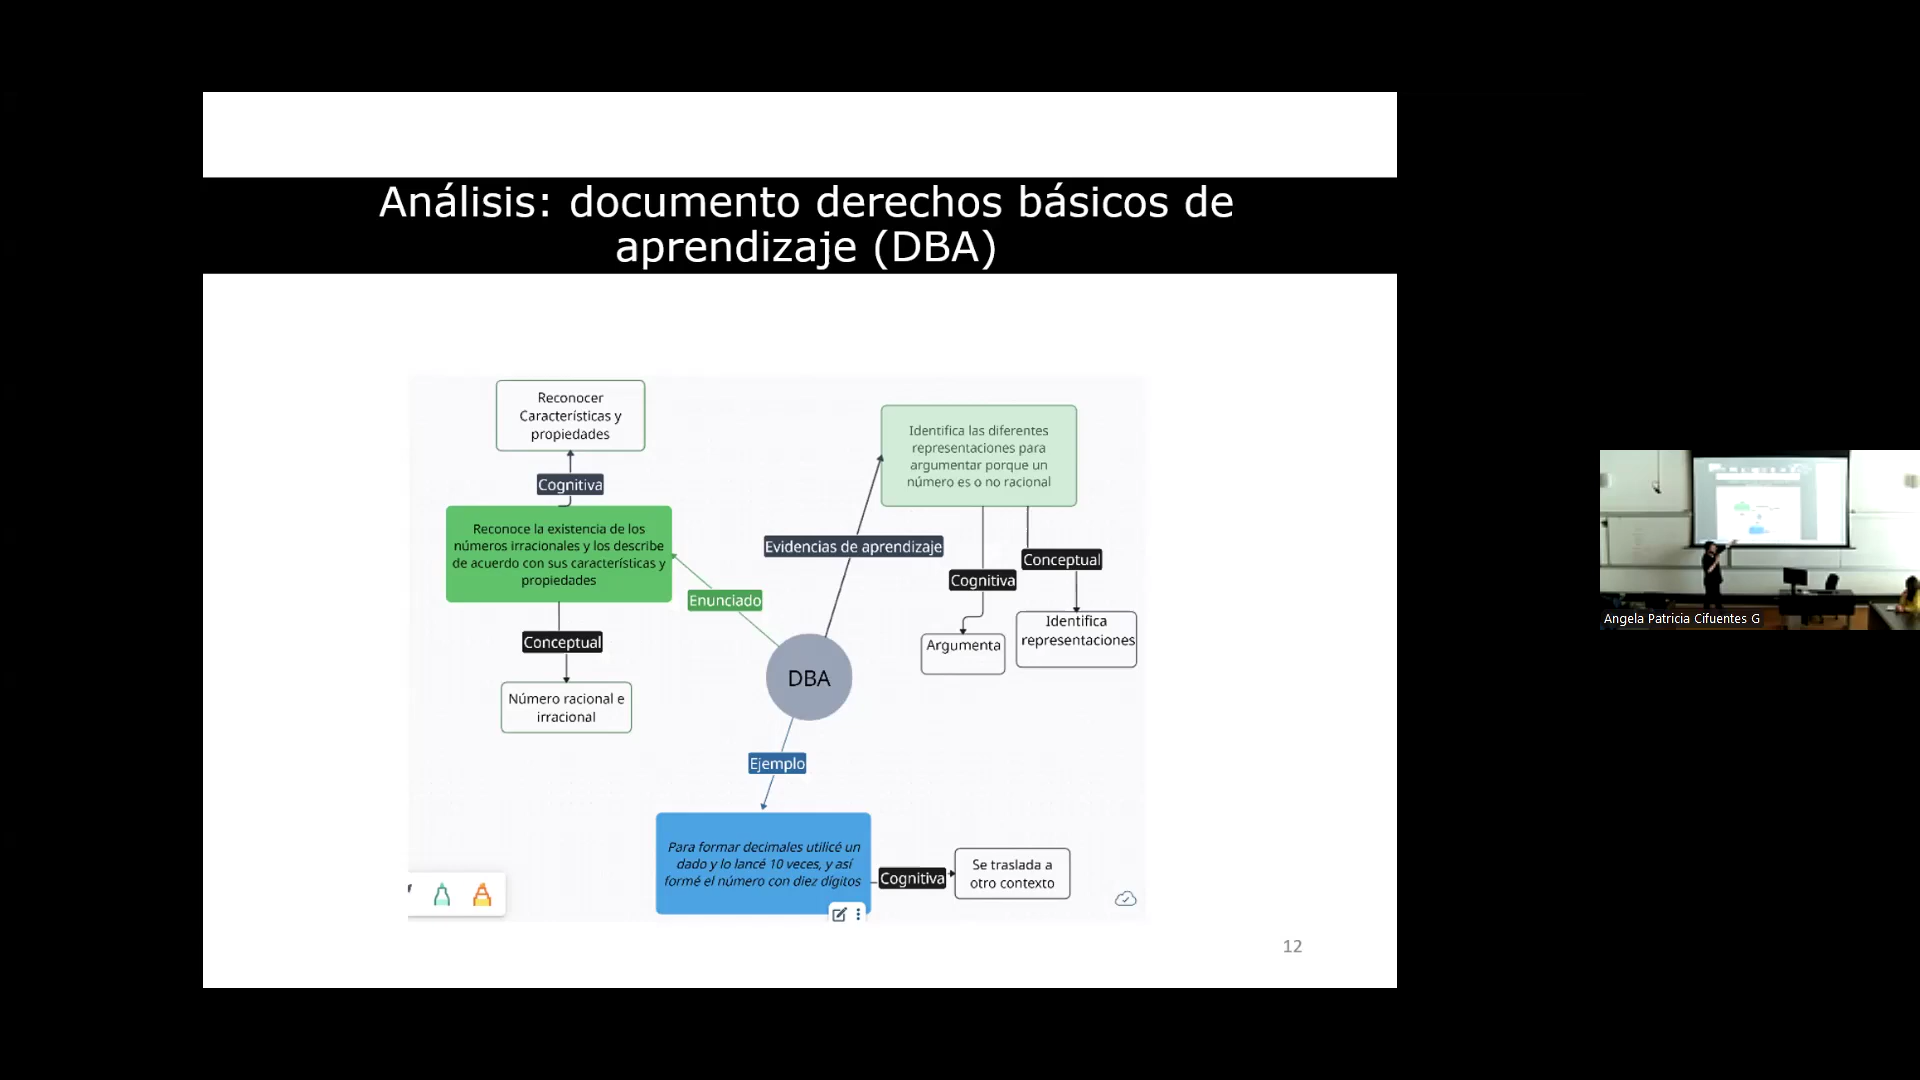 Análisis: documento derechos básicos de
aprendizaje (DBA)
Reconocer
Características y
propiedades
Cognitiva
Reconoce la existencia de los
números irracionales y los describe
de acuerdo con sus características y
propiedades
Conceptual
Número racional e
irracional
Enunciado
DBA
Evidencias de aprendizaje
Identifica las diferentes
representaciones para
argumentar porque un
número es o no racional
Cognitiva
Argumenta
Conceptual
Identifica
representaciones
Ejemplo
Para formar decimales utilicé un
dado y lo lancé 10 veces, y así
formé el número con diez dígitos
Cognitiva
Se traslada a
otro contexto
12
Angela Patricia Cifuentes G